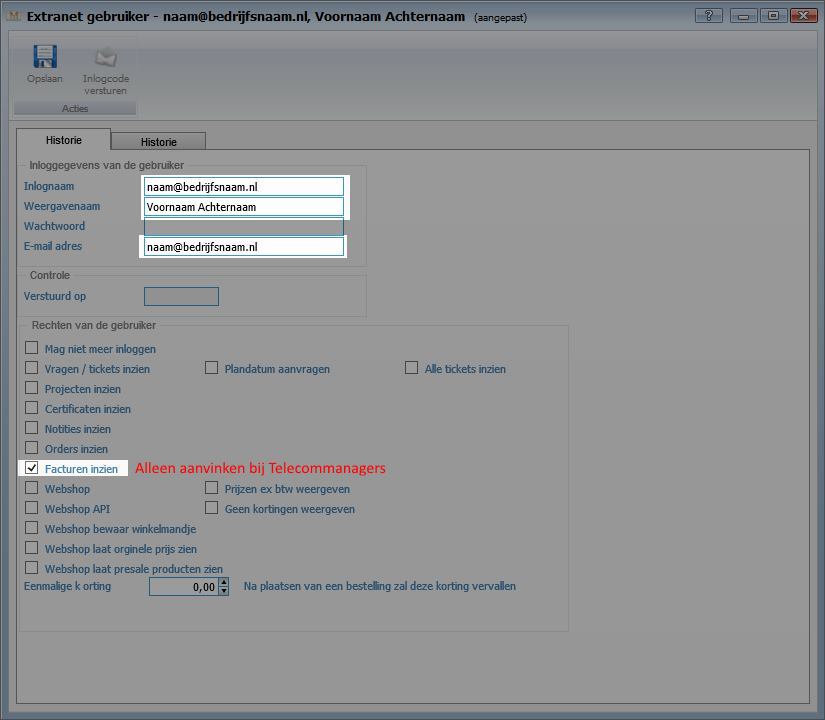 Extranet gebruiker - naam@bedrijfsnaam.nl, Voornaam Achternaam (aangepast)
Opslaan
Inlogcode versturen
Acties
Historie Historie
Inloggegevens van de gebruiker
Inlognaam naam@bedrijfsnaam.nl
Weergavenaam Voornaam Achternaam
Wachtwoord
E-mail adres naam@bedrijfsnaam.nl
Controle
Verstuurd op
Rechten van de gebruiker
Mag niet meer inloggen
Vragen / tickets inzien Plandatum aanvragen Alle tickets inzien
Projecten inzien
Certificaten inzien
Notities inzien
Orders inzien
Facturen inzien Alleen aanvinken bij Telecommanagers
Webshop Prijzen ex btw weergeven
Webshop API Geen kortingen weergeven
Webshop bewaar winkelmandje
Webshop laat orginele prijs zien
Webshop laat presale producten zien
Eenmalige k orting 0,00 Na plaatsen van een bestelling zal deze korting vervallen